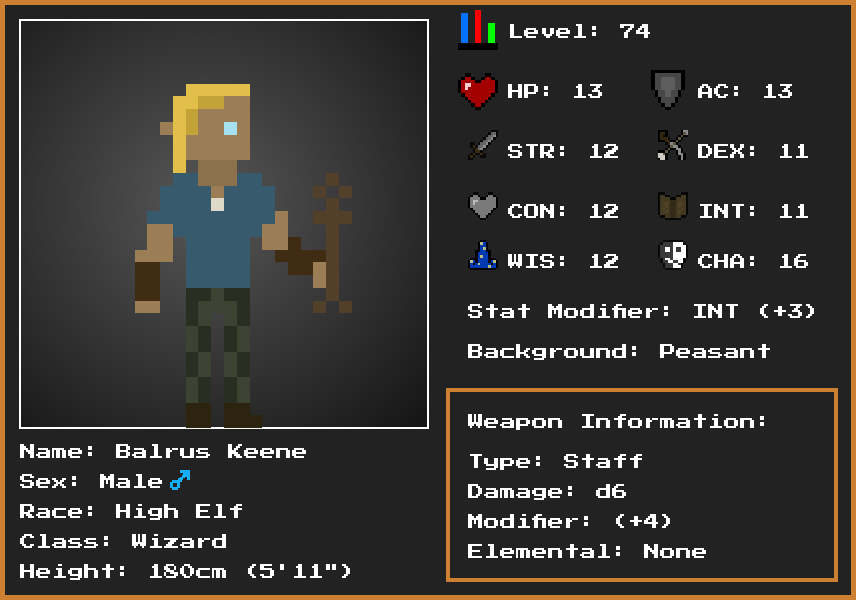 Level: 74
HP: 13 AC: 13
STR: 12 DEX: 11
CON: 12 INT: 11
WIS: 12 CHA: 16
Stat Modifier: INT (+3)
Background: Peasant
Weapon Information:
Type: Staff
Damage: d6
Modifier: (+4)
Elemental: None
Name: Balrus Keene
Sex: Male♂
Race: High Elf
Class: Wizard
Height: 180cm (5'11")